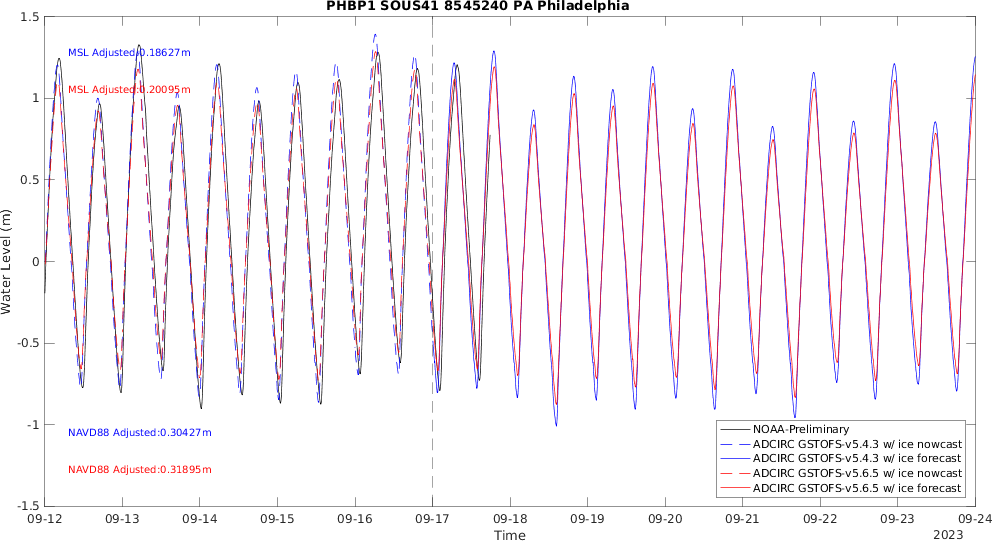 PHBP1 SOUS41 8545240 PA Philadelphia
1.5
1
0.5
0
-0.5
-1
-1.5
Water Level (m)
MSL Adjusted:0.18627m
MSL Adjusted:0.20095m
NAVD88 Adjusted:0.30427m
NAVD88 Adjusted:0.31895m
NOAA-Preliminary
ADCIRC GSTOFS-v5.4.3 w/ ice nowcast
ADCIRC GSTOFS-v5.4.3 w/ ice forecast
ADCIRC GSTOFS-v5.6.5 w/ ice nowcast
ADCIRC GSTOFS-v5.6.5 w/ ice forecast
09-12 09-13 09-14 09-15 09-16 09-17 09-18 09-19 09-20 09-21 09-22 09-23 09-24
Time
2023